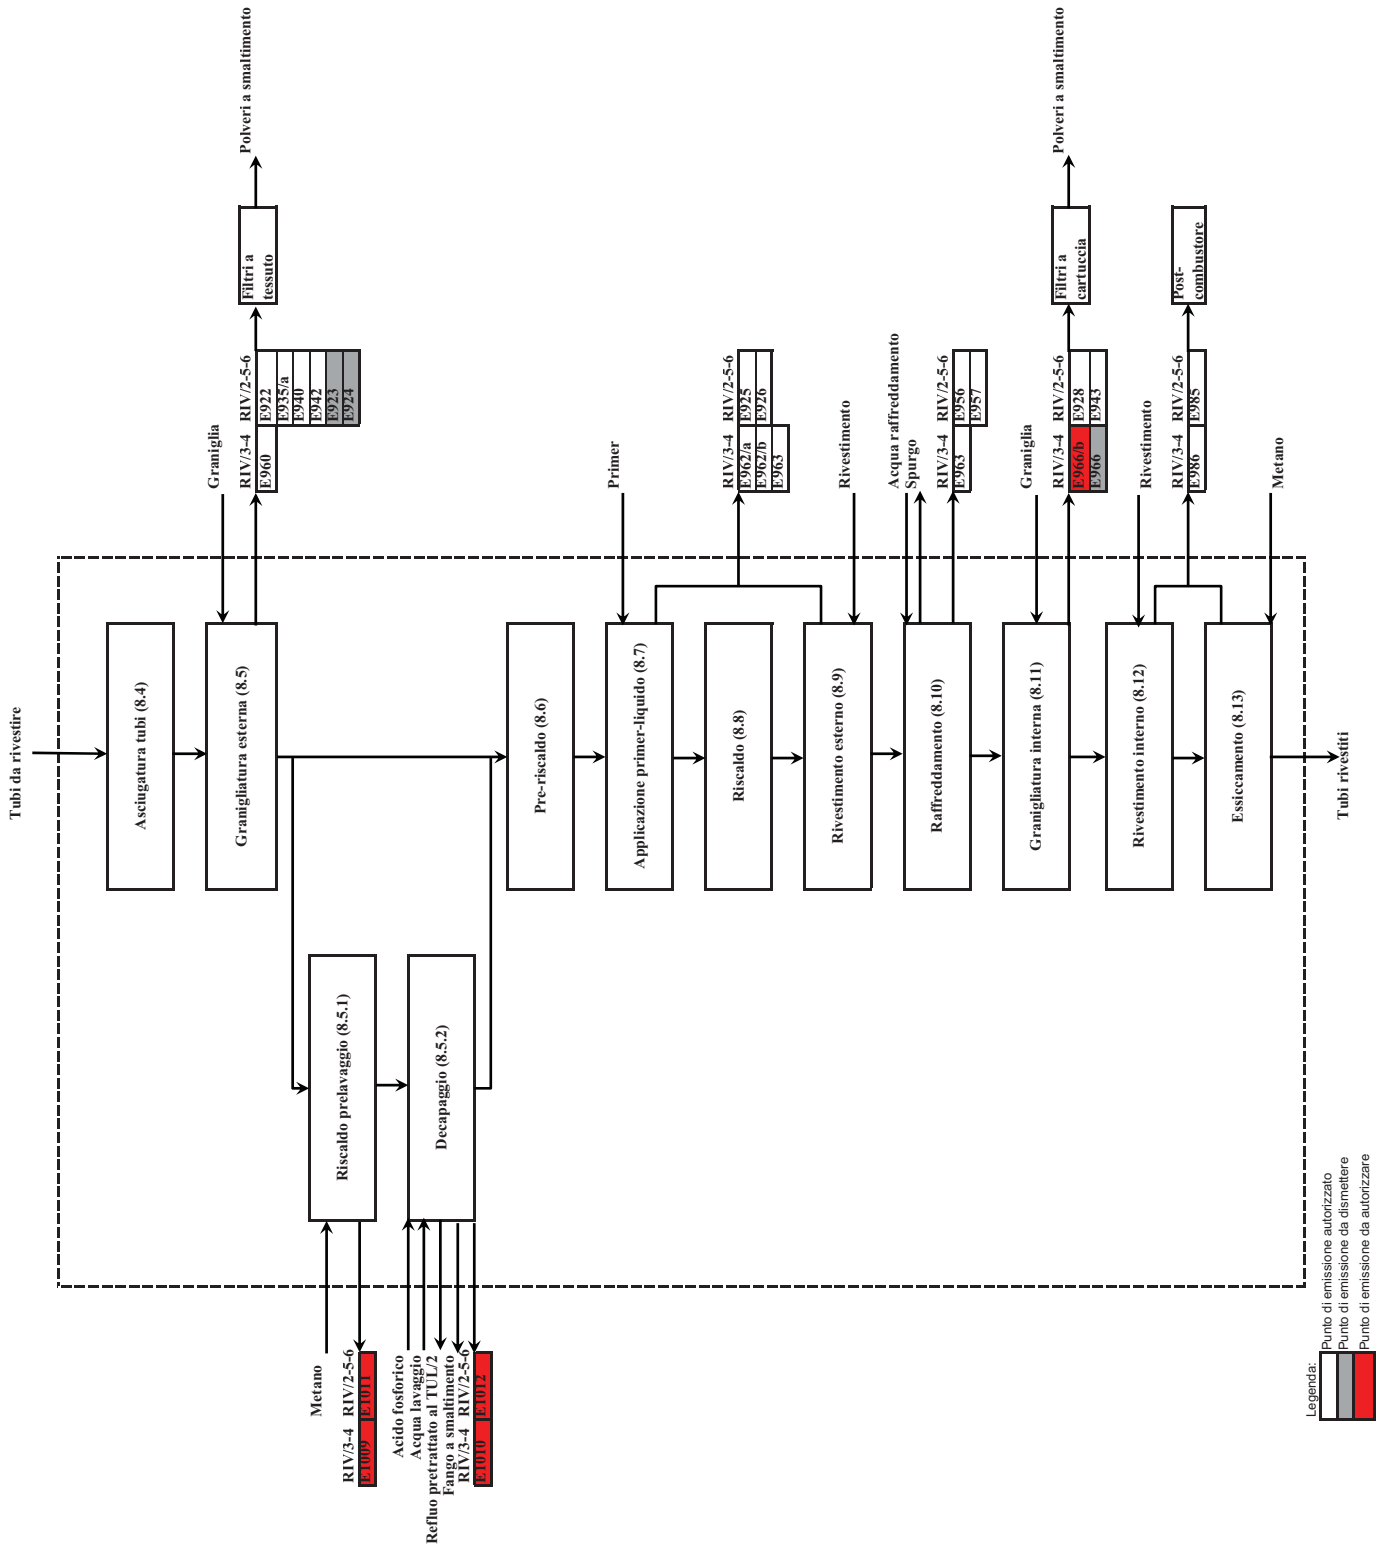 Tubi da rivestire
Asciugatura tubi (8.4)
Granigliatura esterna (8.5)
Graniglia
RIV/3-4 RIV/2-5-6
E960
E922
E935/a
E940
E942
E923
E924
Filtri a
tessuto
Polveri a smaltimento
Riscaldo prelavaggio (8.5.1)
Metano
RIV/3-4 RIV/2-5-6
E1009 E1011
Decapaggio (8.5.2)
Acido fosforico
Acqua lavaggio
Refluo pretrattato al TUL/2
Fango a smaltimento
RIV/3-4 RIV/2-5-6
E1010 E1012
Pre-riscaldo (8.6)
Applicazione primer-liquido (8.7)
Primer
Riscaldo (8.8)
RIV/3-4 RIV/2-5-6
E962/a E925
E962/b E926
E963
Rivestimento esterno (8.9)
Rivestimento
Raffreddamento (8.10)
Acqua raffreddamento
Spurgo
RIV/3-4 RIV/2-5-6
E963 E956
E957
Granigliatura interna (8.11)
Graniglia
RIV/3-4 RIV/2-5-6
E966/b E928
E966 E943
Filtri a
cartuccia
Polveri a smaltimento
Rivestimento interno (8.12)
Rivestimento
RIV/3-4 RIV/2-5-6
E986 E985
Post-
combustore
Essiccamento (8.13)
Metano
Tubi rivestiti
Legenda:
Punto di emissione autorizzato
Punto di emissione da dismettere
Punto di emissione da autorizzare